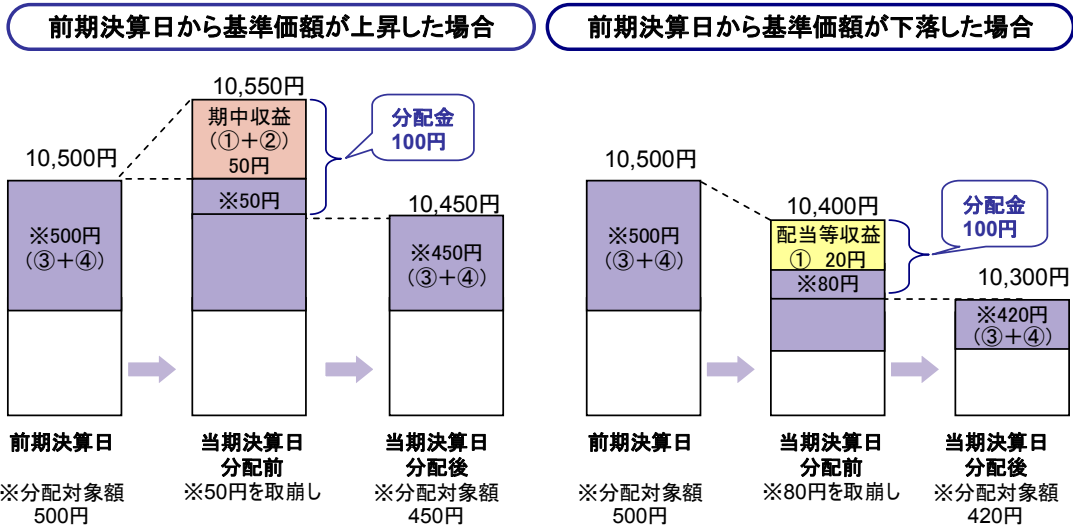 前期決算日から基準価額が上昇した場合
10,550円
期中収益
(①+②)
50円
分配金
100円
10,500円
※50円
10,450円
※500円
(③+④)
※450円
(③+④)
前期決算日
当期決算日
分配前
当期決算日
分配後
※分配対象額
500円
※50円を取崩し
※分配対象額
450円
前期決算日から基準価額が下落した場合
10,500円
10,400円
分配金
100円
※500円
(③+④)
配当等収益
① 20円
※80円
10,300円
※420円
(③+④)
前期決算日
当期決算日
分配前
当期決算日
分配後
※分配対象額
500円
※80円を取崩し
※分配対象額
420円